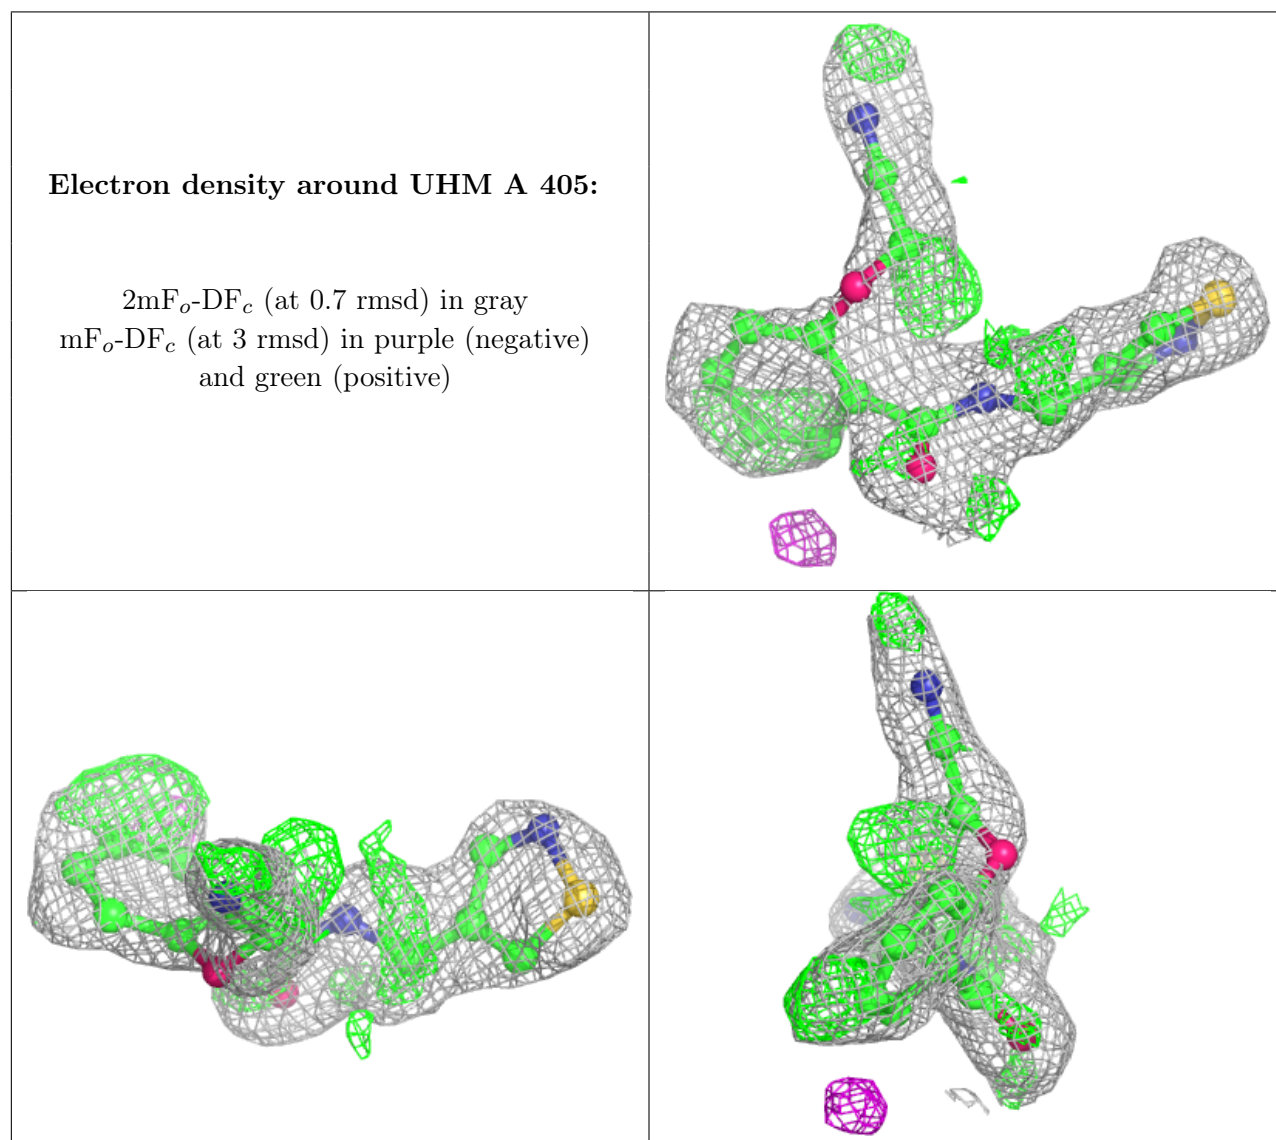 Electron density around UHM A 405:
2mFo-DFc (at 0.7 rmsd) in gray
mFo-DFc (at 3 rmsd) in purple (negative)
and green (positive)